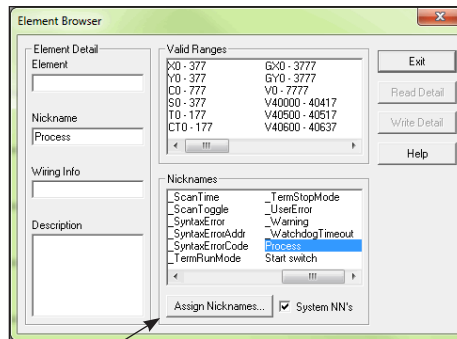 Element Browser
x
Element Detail
Element
Nickname
Process
Wiring Info
Description
Valid Ranges
X0 - 377 GX0 - 3777
Y0 - 377 GY0 - 3777
C0 - 777 V0 - 7777
S0 - 377 V40000 - 40417
T0 - 177 V40500 - 40517
CT0 - 177 V40600 - 40637
Nicknames
_ScanTime _TermStopMode
_ScanToggle _UserError
_SyntaxError _Warning
_SyntaxErrorAddr _WatchdogTimeout
_SyntaxErrorCode Process
_TermRunMode Start switch
Assign Nicknames... System NN's
Exit
Read Detail
Write Detail
Help